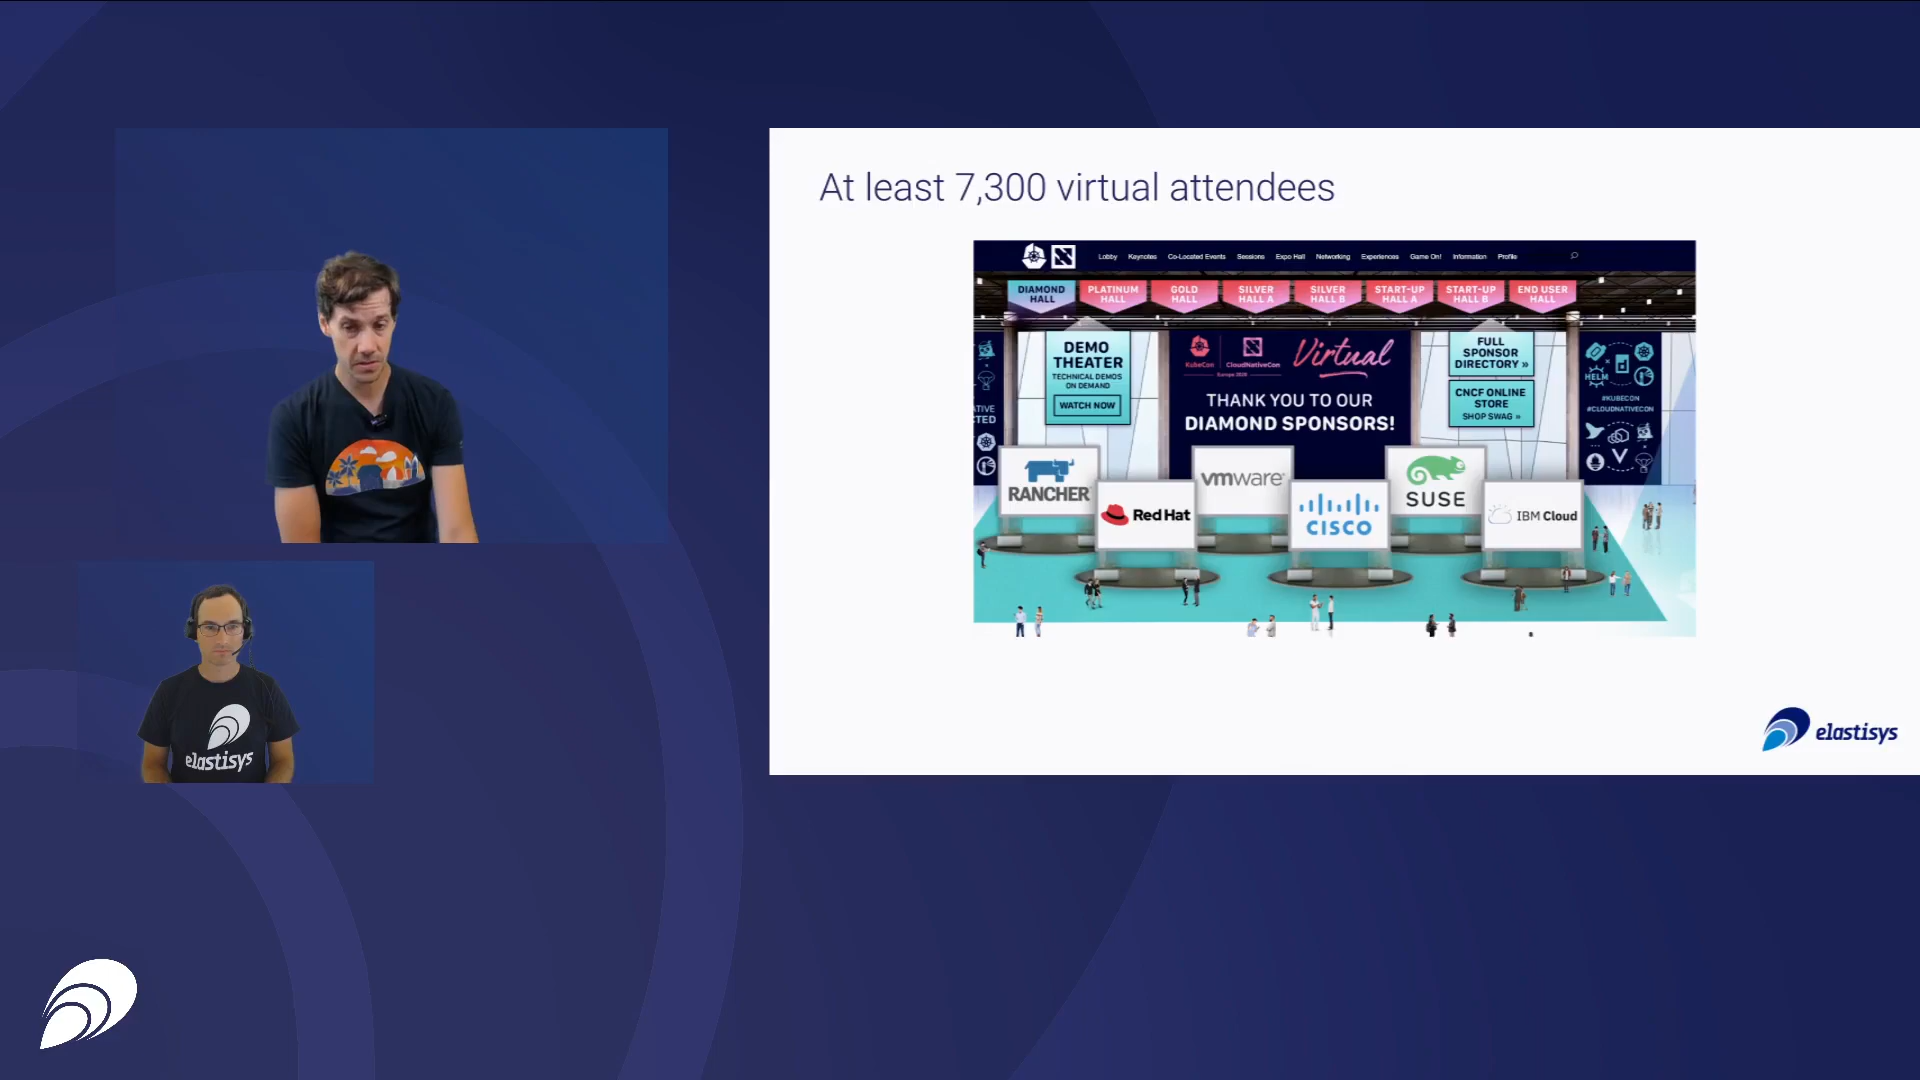 At least 7,300 virtual attendees
Lobby Keynotes Co-Located Events Sessions Expo Hall Networking Experiences Game On! Information Profile
DIAMOND HALL
PLATINUM HALL
GOLD HALL
SILVER HALL A
SILVER HALL B
START-UP HALL A
START-UP HALL B
END USER HALL
DEMO
THEATER
TECHNICAL DEMOS
ON DEMAND
WATCH NOW
KubeCon
CloudNativeCon
Europe 2020
Virtual
THANK YOU TO OUR
DIAMOND SPONSORS!
FULL
SPONSOR
DIRECTORY »
CNCF ONLINE
STORE
SHOP SWAG »
HELM
#KUBECON
#CLOUDNATIVECON
RANCHER
Red Hat
vmware
CISCO
SUSE
IBM Cloud
elastisys
elastisys